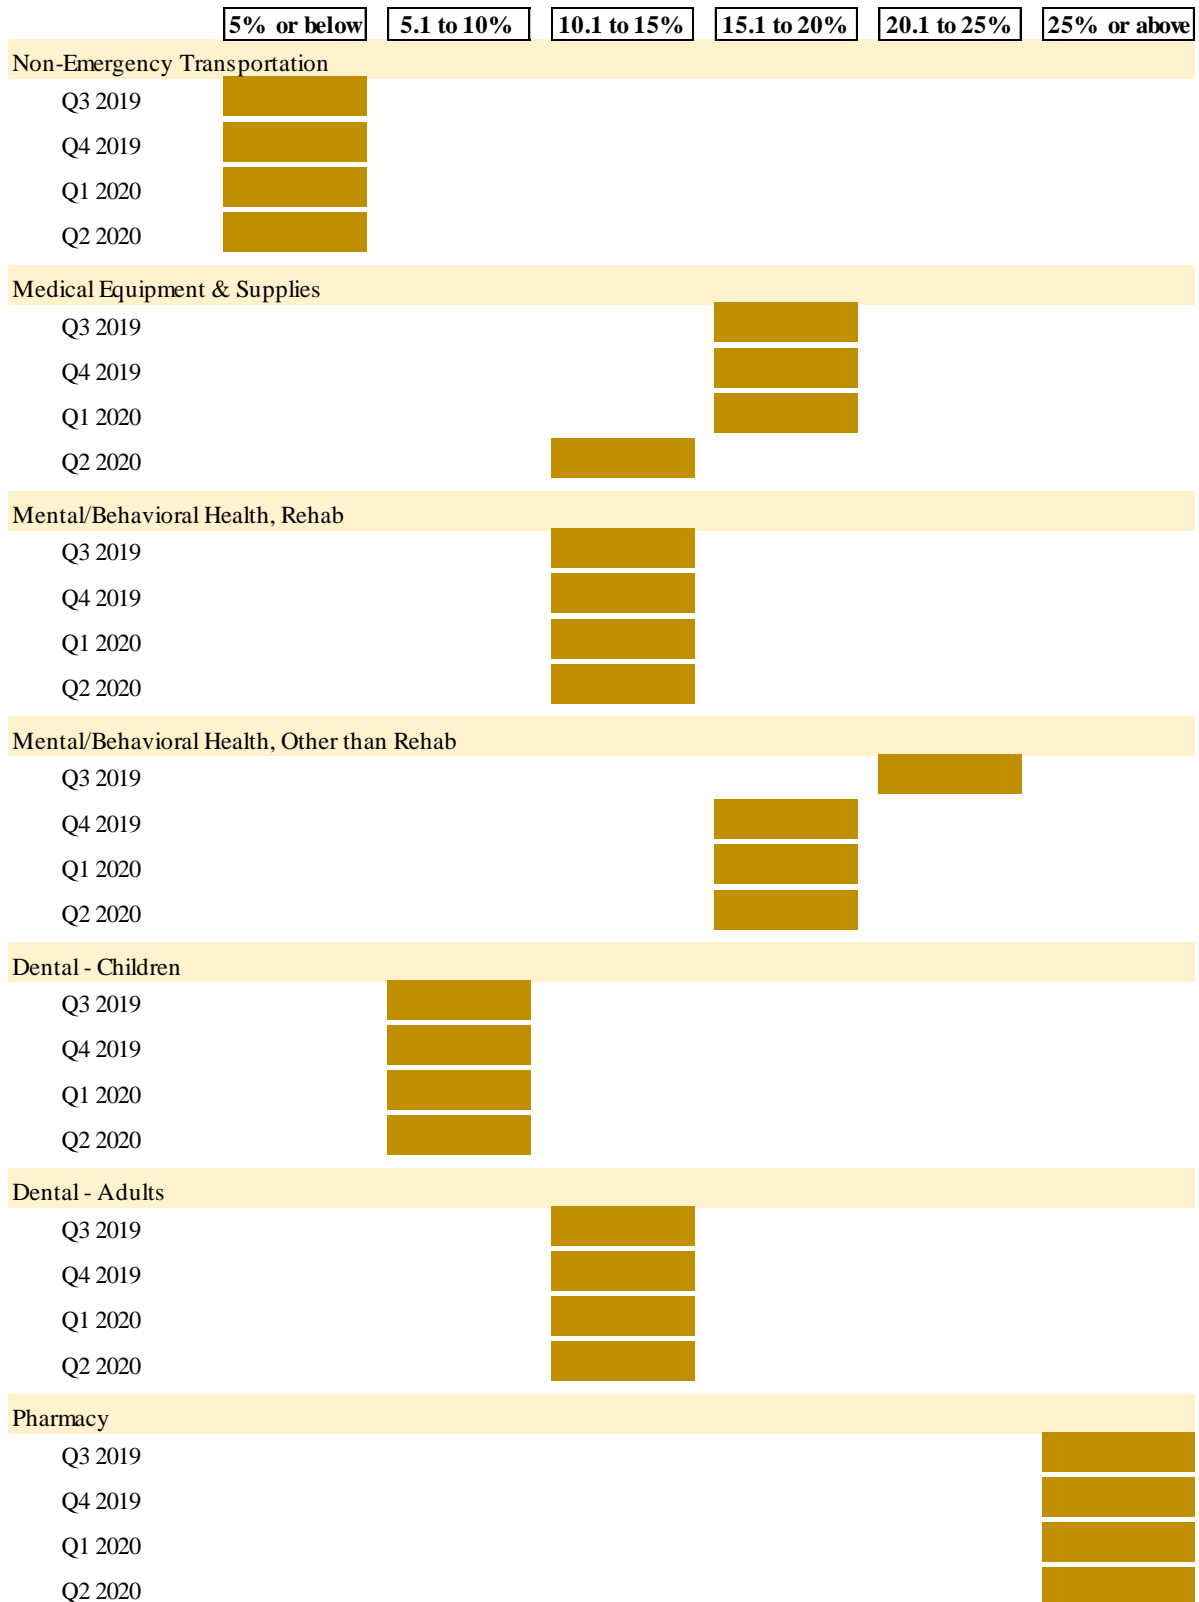 5% or below 5.1 to 10% 10.1 to 15% 15.1 to 20% 20.1 to 25% 25% or above
Non-Emergency Transportation
Q3 2019
Q4 2019
Q1 2020
Q2 2020
Medical Equipment & Supplies
Q3 2019
Q4 2019
Q1 2020
Q2 2020
Mental/Behavioral Health, Rehab
Q3 2019
Q4 2019
Q1 2020
Q2 2020
Mental/Behavioral Health, Other than Rehab
Q3 2019
Q4 2019
Q1 2020
Q2 2020
Dental - Children
Q3 2019
Q4 2019
Q1 2020
Q2 2020
Dental - Adults
Q3 2019
Q4 2019
Q1 2020
Q2 2020
Pharmacy
Q3 2019
Q4 2019
Q1 2020
Q2 2020